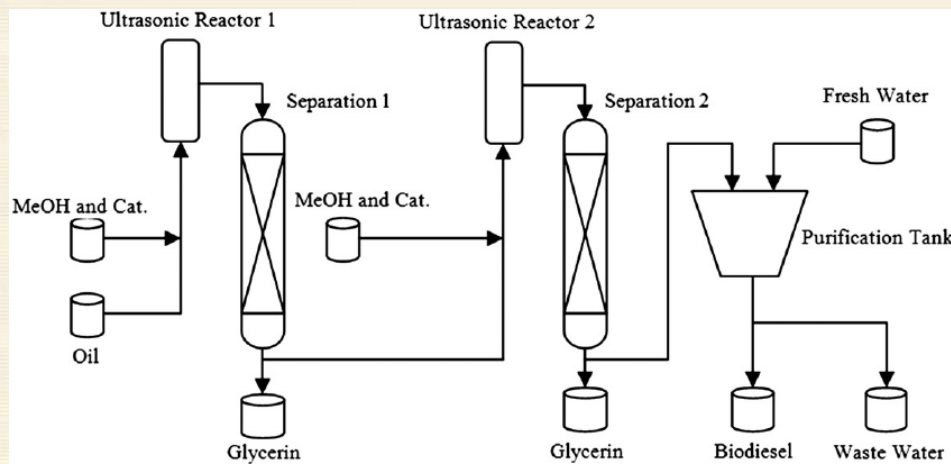 Ultrasonic Reactor 1
Ultrasonic Reactor 2
Separation 1
Separation 2
Fresh Water
MeOH and Cat.
MeOH and Cat.
Purification Tank
Oil
Glycerin
Glycerin
Biodiesel
Waste Water